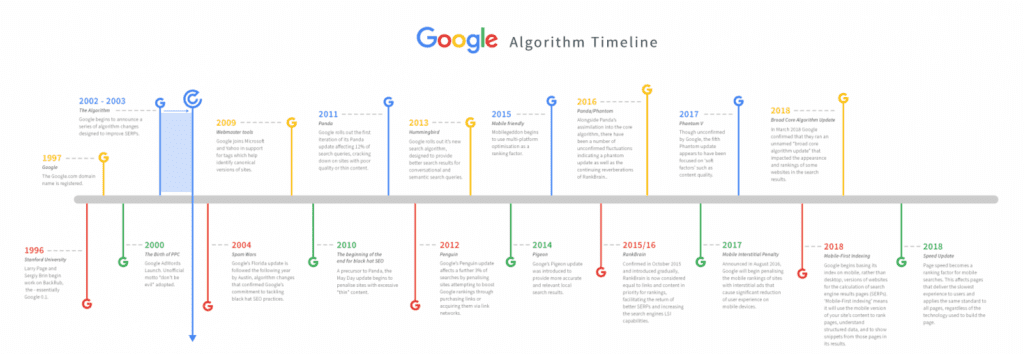 Google Algorithm Timeline
2002 - 2003
The Algorithm
Google begins to announce a
series of algorithm changes
designed to improve SERPs.
2009
Webmaster tools
Google joins Microsoft
and Yahoo in support
for tags which help
identify canonical
versions of sites.
2011
Panda
Google rolls out the first
iteration of its Panda
update affecting 12% of
search queries, cracking
down on sites with poor
quality or thin content.
2013
Hummingbird
Google rolls out it's new
search algorithm,
designed to provide
better search results for
conversational and
semantic search queries.
2015
Mobile friendly
Mobilegeddon begins
to use multi-platform
optimisation as a
ranking factor.
2016
Panda/Phantom
Alongside Panda's
assimilation into the core
algorithm, there have
been a number of
unconfirmed fluctuations
indicating a phantom
update as well as the
continuing reverberations
of RankBrain.
2017
Phantom V
Though unconfirmed
by Google, the fifth
Phantom update
appears to have been
focused on 'soft
factors' such as
content quality.
2018
Broad Core Algorithm Update
In March 2018 Google
confirmed that they ran an
unnamed "broad core
algorithm update" that
impacted the appearance
and rankings of some
websites in the search
results.
1997
Google
The Google.com domain
name is registered.
1996
Stanford University
Larry Page and
Sergiu Brin begin
work on BackRub,
the - essentially
Google 0.1.
2000
The Birth of PPC
Google AdWords
Launch. Unofficial
motto "don't be
evil" adopted.
2004
Spam Wars
Google's Florida update is
followed the following year
by Austin, algorithm changes
that confirmed Google's
commitment to tanking
black hat SEO practices.
2010
The beginning of the
end for black hat SEO
A precursor to Panda, the
May Day update begins to
penalise sites with excessive
"thin" content.
2012
Penguin
Google's Penguin update
affects a further 3% of
searches by penalising
sites attempting to boost
Google rankings through
purchasing links or
acquiring them via link
networks.
2014
Pigeon
Google's Pigeon update
was introduced to
provide more accurate
and relevant local
search results.
2015/16
RankBrain
Confirmed in October 2015
and introduced gradually,
RankBrain is now considered
equal to links and content in
priority for rankings,
facilitating the return of
better SERPs and increasing
the search engines
capabilities.
2017
Mobile Interstitial Penalty
Announced in August 2016,
Google will begin penalising
the mobile rankings of sites
with interstitial ads that
cause significant reduction
of user experience on
mobile devices.
2018
Mobile-First Indexing
Google begins basing its
index on mobile, rather than
desktop, versions of websites
for the calculation of search
engine results pages (SERPs).
'Mobile-First Indexing' means
it will use the mobile version
of your site's content to rank
pages, understand
structured data, and to show
snippets from those pages in
its results.
2018
Speed Update
Page speed becomes a
ranking factor for mobile
searches. This affects pages
that deliver the slowest
experience to users and
applies the same standard to
all pages, regardless of the
technology used to build the
page.